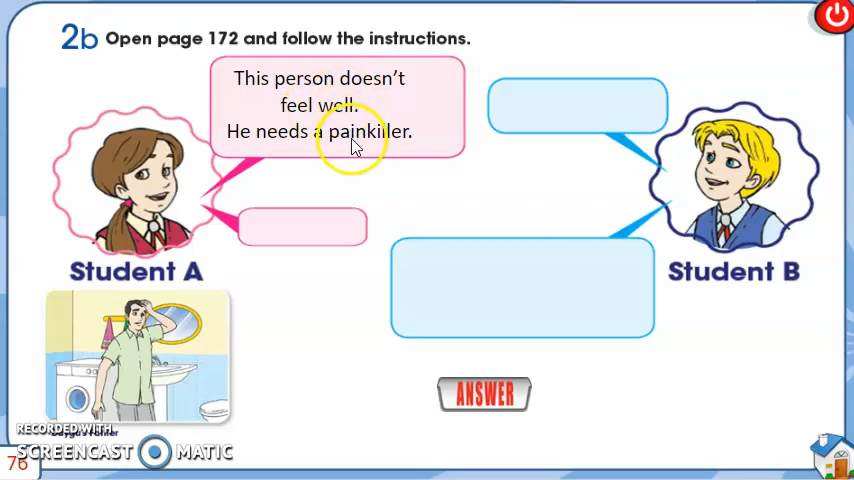 2b Open page 172 and follow the instructions.
This person doesn't
feel well.
He needs a painkiller.
Student A
Student B
ANSWER
RECORDED WITH
SCREENCAST MATIC
76